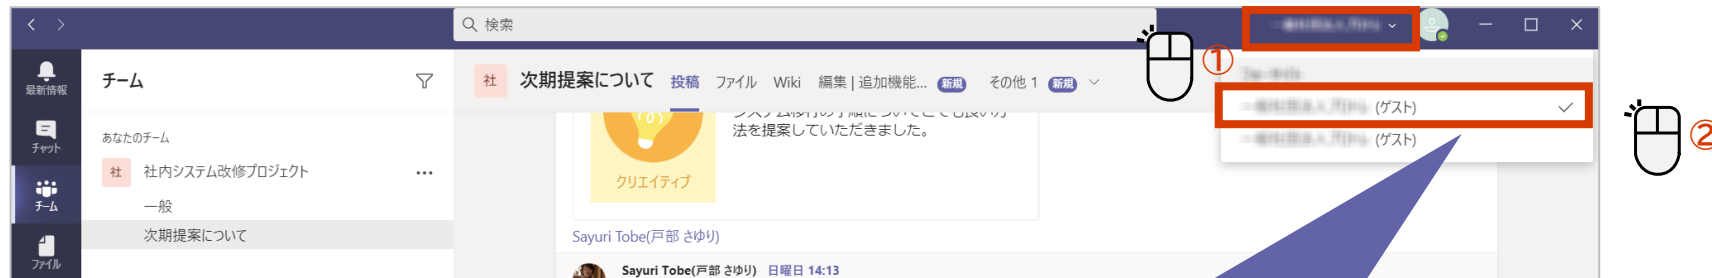 検索
①
最新情報
チーム
社 次期提案について 投稿 ファイル Wiki 編集 | 追加機能... 新規 その他 1 新規
(ゲスト)
②
チャット
あなたのチーム
法を提案していただきました。
(ゲスト)
社 社内システム改修プロジェクト ...
クリエイティブ
チーム
一般
次期提案について
Sayuri Tobe(戸部 さゆり)
ファイル
Sayuri Tobe(戸部 さゆり) 日曜日 14:13